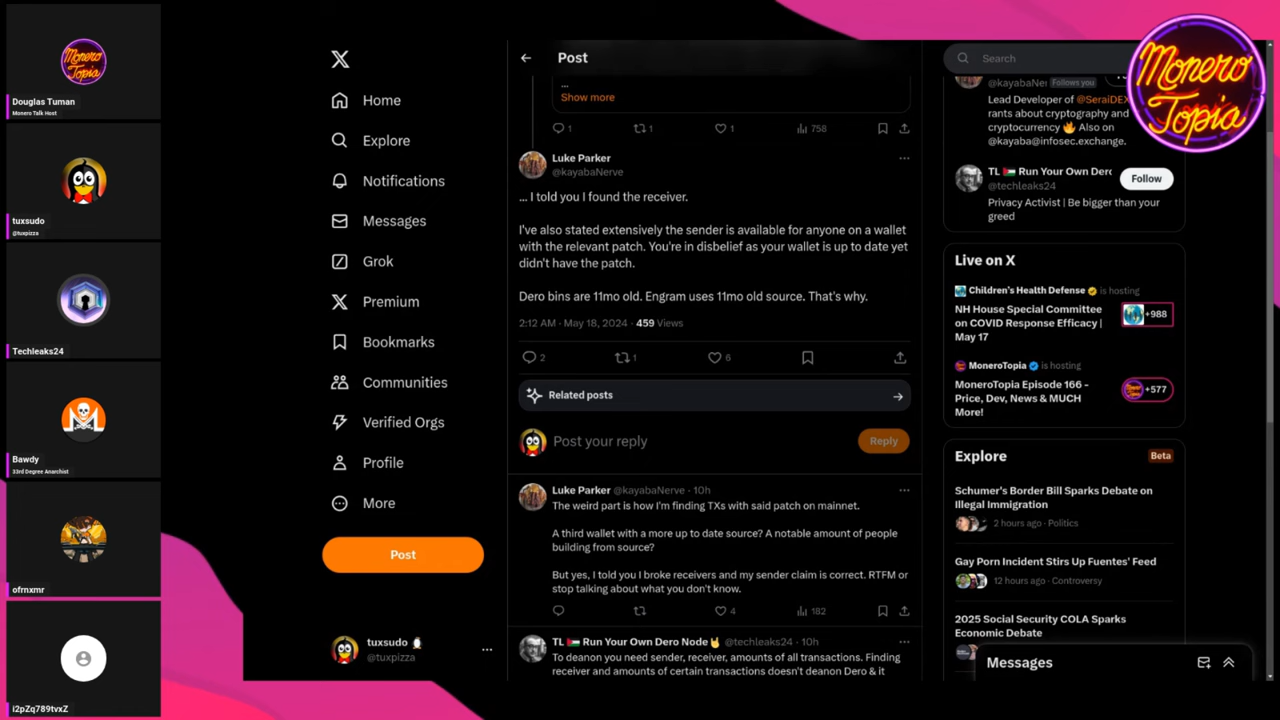 Monero
Topia
Douglas Tuman
Monero Talk Host
tuxsudo
@tuxpizza
Techleaks24
Bawdy
33rd Degree Anarchist
ofrnxmr
i2pZq789tvxZ
Home
Explore
Notifications
Messages
Grok
Premium
Bookmarks
Communities
Verified Orgs
Profile
More
Post
tuxsudo
@tuxpizza
Post
...
Show more
1
1
1
758
Luke Parker
@kayabaNerve
... I told you I found the receiver.
I've also stated extensively the sender is available for anyone on a wallet
with the relevant patch. You're in disbelief as your wallet is up to date yet
didn't have the patch.
Dero bins are 11mo old. Engram uses 11mo old source. That's why.
2:12 AM · May 18, 2024 · 459 Views
2
1
6
Related posts
Post your reply
Reply
Luke Parker @kayabaNerve · 10h
The weird part is how I'm finding TXs with said patch on mainnet.
A third wallet with a more up to date source? A notable amount of people
building from source?
But yes, I told you I broke receivers and my sender claim is correct. RTFM or
stop talking about what you don't know.
4
182
TL 🇵🇸 Run Your Own Dero Node🤘 @techleaks24 · 10h
To deanon you need sender, receiver, amounts of all transactions. Finding
receiver and amounts of certain transactions doesn't deanon Dero & it
Search
Monero
Topia
@kayabaNer Follows you
Lead Developer of @SeraiDEX
rants about cryptography and
cryptocurrency 🔥 Also on
@kayaba@infosec.exchange.
TL 🇵🇸 Run Your Own Derc
@techleaks24
Follow
Privacy Activist | Be bigger than your
greed
Live on X
Children's Health Defense is hosting
NH House Special Committee
on COVID Response Efficacy |
May 17
+988
MoneroTopia is hosting
MoneroTopia Episode 166 -
Price, Dev, News & MUCH
More!
+577
Explore
Beta
Schumer's Border Bill Sparks Debate on
Illegal Immigration
2 hours ago · Politics
Gay Porn Incident Stirs Up Fuentes' Feed
12 hours ago · Controversy
2025 Social Security COLA Sparks
Economic Debate
Messages